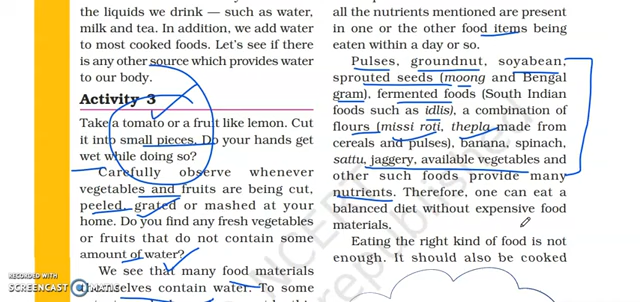 the liquids we drink — such as water,
milk and tea. In addition, we add water
to most cooked foods. Let's see if there
is any other source which provides water
to our body.
Activity 3
Take a tomato or a fruit like lemon. Cut
it into small pieces. Do your hands get
wet while doing so?
Carefully observe whenever
vegetables and fruits are being cut,
peeled, grated or mashed at your
home. Do you find any fresh vegetables
or fruits that do not contain some
amount of water?
We see that many food materials
themselves contain water. To some
all the nutrients mentioned are present
in one or the other food items being
eaten within a day or so.
Pulses, groundnut, soyabean,
sprouted seeds (moong and Bengal
gram), fermented foods (South Indian
foods such as idlis), a combination of
flours (missi roti, thepla made from
cereals and pulses), banana, spinach,
sattu, jaggery, available vegetables and
other such foods provide many
nutrients. Therefore, one can eat a
balanced diet without expensive food
materials.
Eating the right kind of food is not
enough. It should also be cooked
NCERT
republished
RECORDED WITH
SCREENCAST MATIC